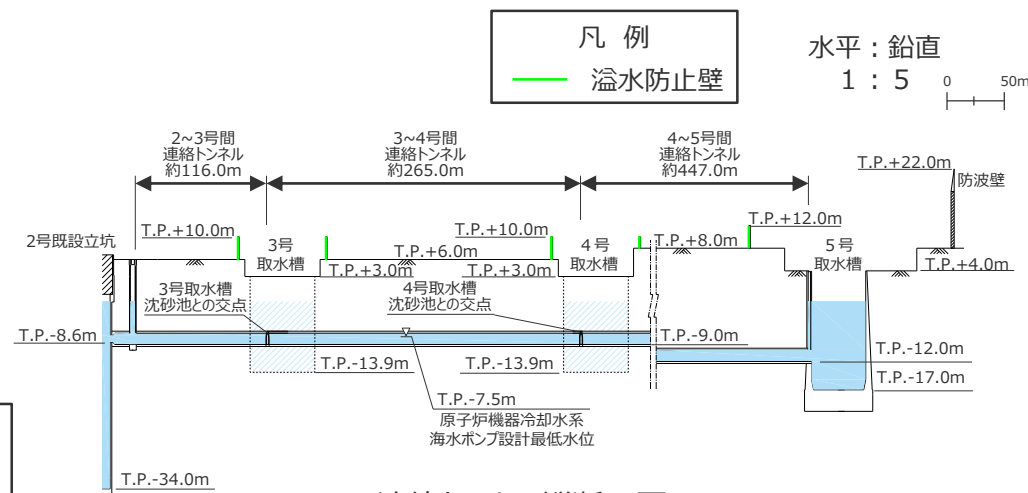 凡 例
溢水防止壁
水平：鉛直
1：5
0 50m
2~3号間
連絡トンネル
約116.0m
3~4号間
連絡トンネル
約265.0m
4~5号間
連絡トンネル
約447.0m
T.P.+22.0m
防波壁
2号既設立坑
T.P.+10.0m
3号
取水槽
T.P.+6.0m
T.P.+3.0m
T.P.+10.0m
T.P.+3.0m
4号
取水槽
T.P.+8.0m
T.P.+12.0m
5号
取水槽
T.P.+4.0m
3号取水槽
沈砂池との交点
4号取水槽
沈砂池との交点
T.P.-8.6m
T.P.-9.0m
T.P.-13.9m
T.P.-13.9m
T.P.-12.0m
T.P.-17.0m
T.P.-7.5m
原子炉機器冷却水系
海水ポンプ設計最低水位
T.P.-34.0m